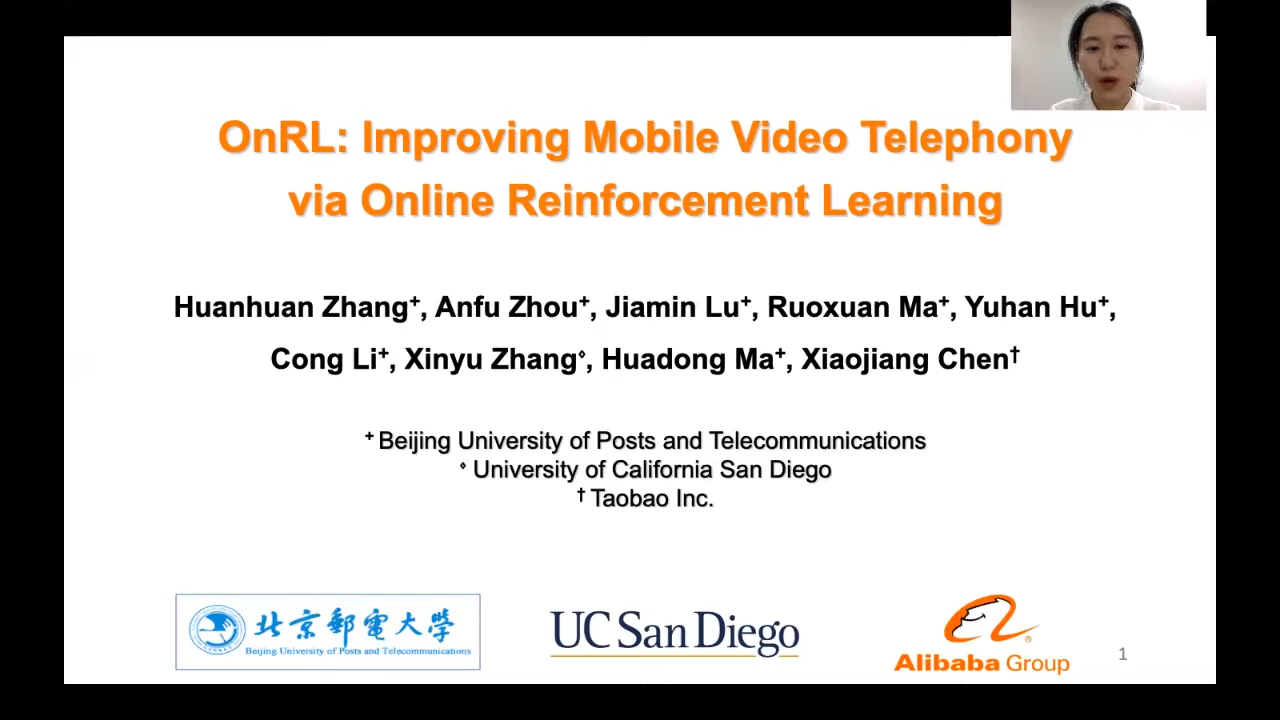 OnRL: Improving Mobile Video Telephony
via Online Reinforcement Learning
Huanhuan Zhang⁺, Anfu Zhou⁺, Jiamin Lu⁺, Ruoxuan Ma⁺, Yuhan Hu⁺,
Cong Li⁺, Xinyu Zhang⋄, Huadong Ma⁺, Xiaojiang Chen†
⁺ Beijing University of Posts and Telecommunications
⋄ University of California San Diego
† Taobao Inc.
北京郵電大學
Beijing University of Posts and Telecommunications
UC San Diego
Alibaba Group
1